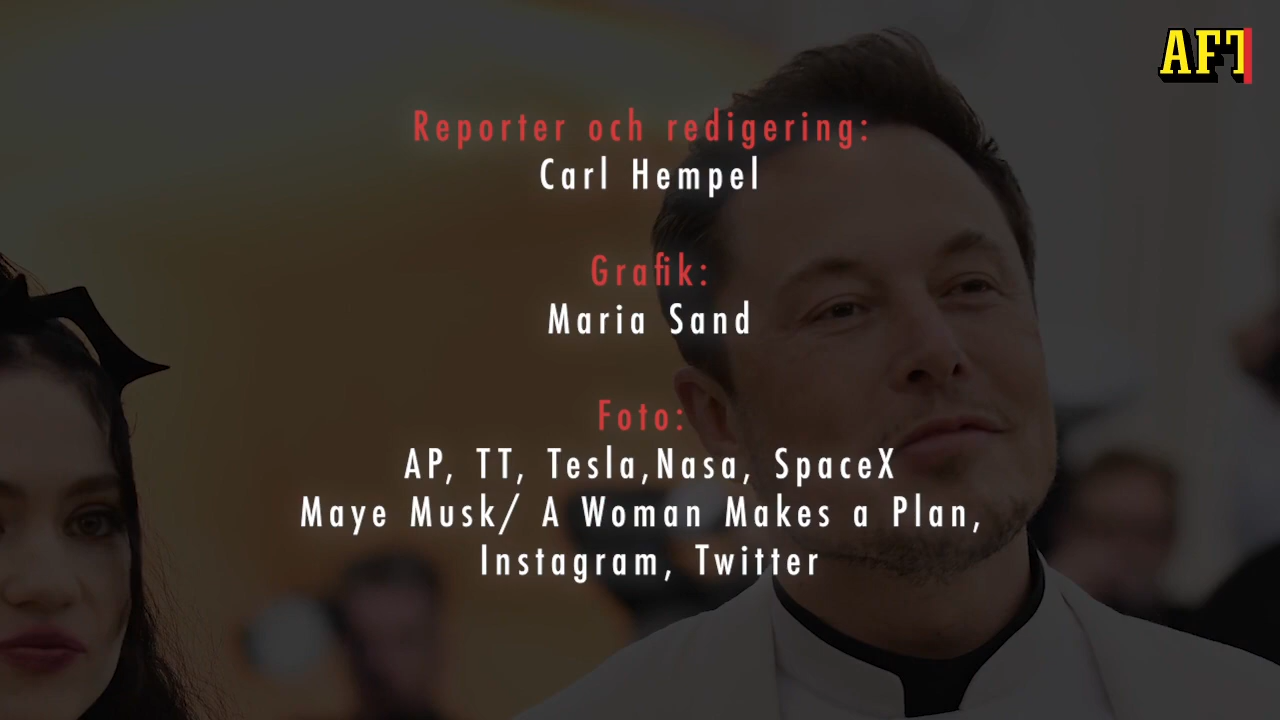 AFT
Reporter och redigering:
Carl Hempel
Grafik:
Maria Sand
Foto:
AP, TT, Tesla,Nasa, SpaceX
Maye Musk/ A Woman Makes a Plan,
Instagram, Twitter